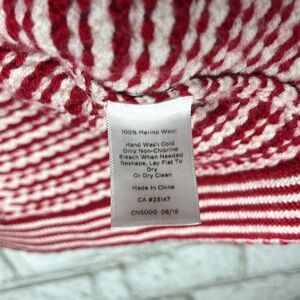 100% Merino Wool
Hand Wash Cold
Only Non-Chlorine
Bleach When Needed
Reshape, Lay Flat To
Dry
Or Dry Clean
Made In China
CA #23147
CN5000 08/16